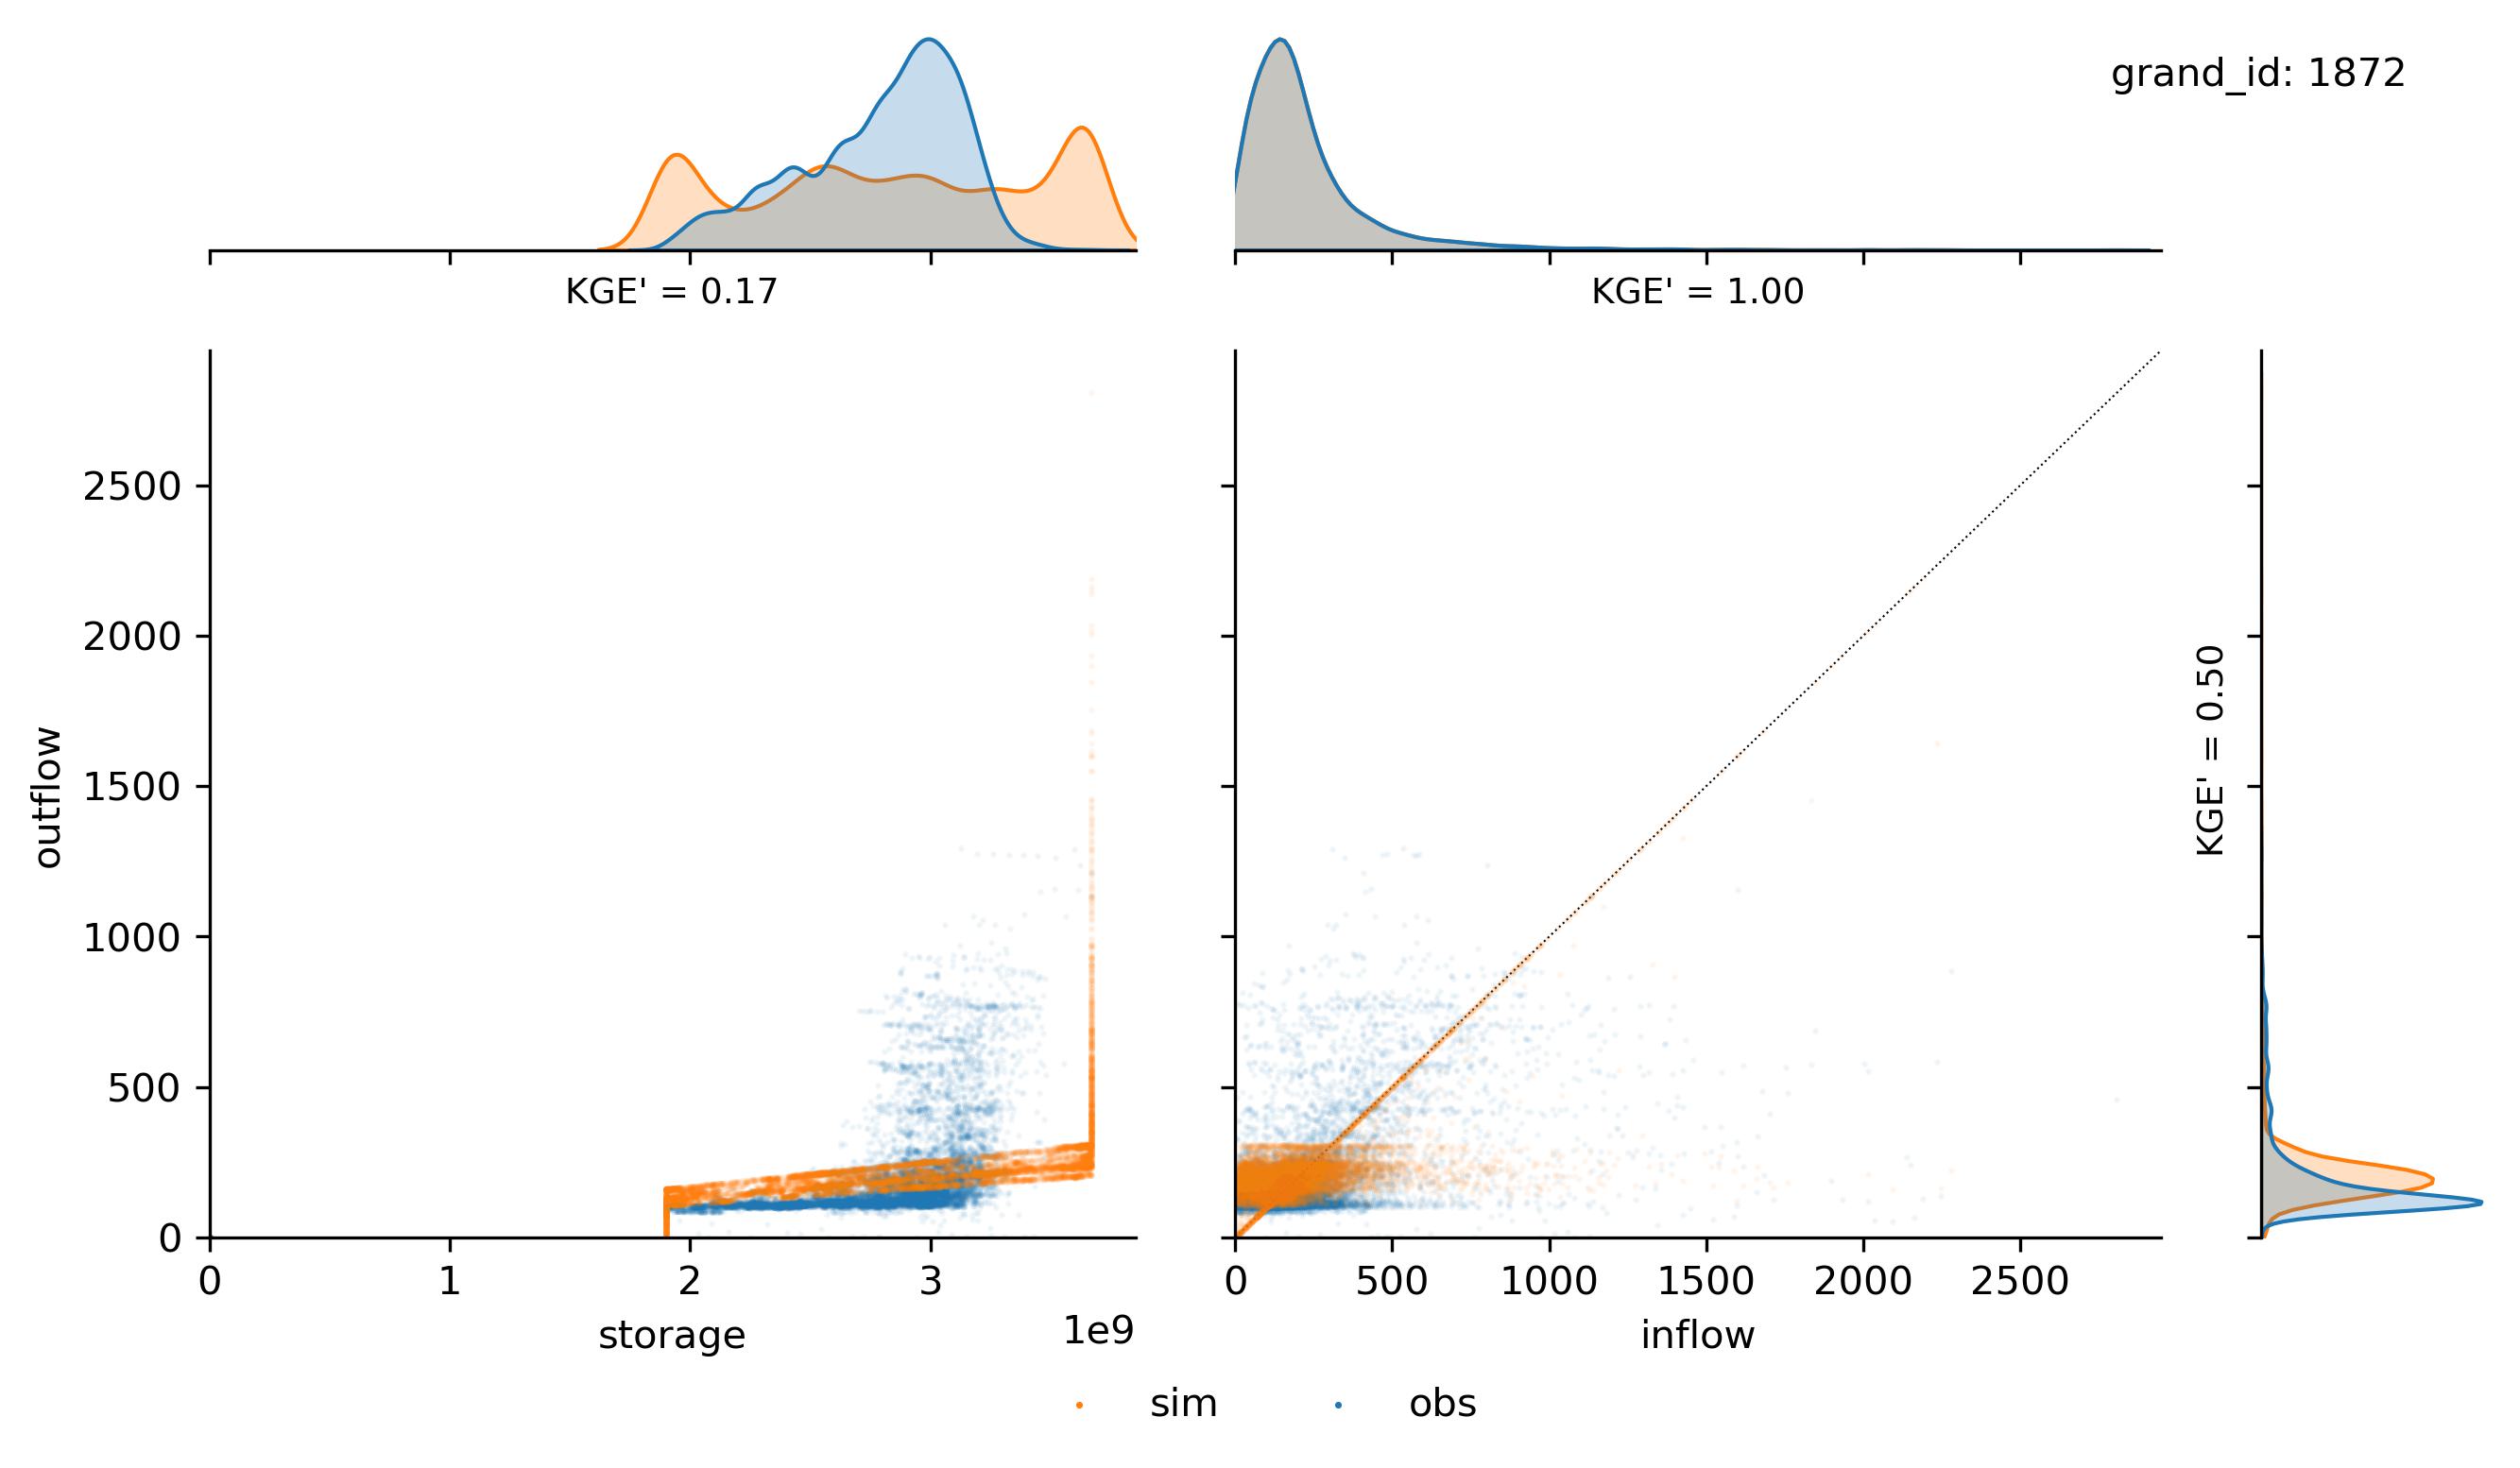 grand_id: 1872
KGE' = 0.17
KGE' = 1.00
2500
2000
1500
1000
500
0
outflow
KGE' = 0.50
0 1 2 3
0 500 1000 1500 2000 2500
storage
1e9
inflow
sim obs